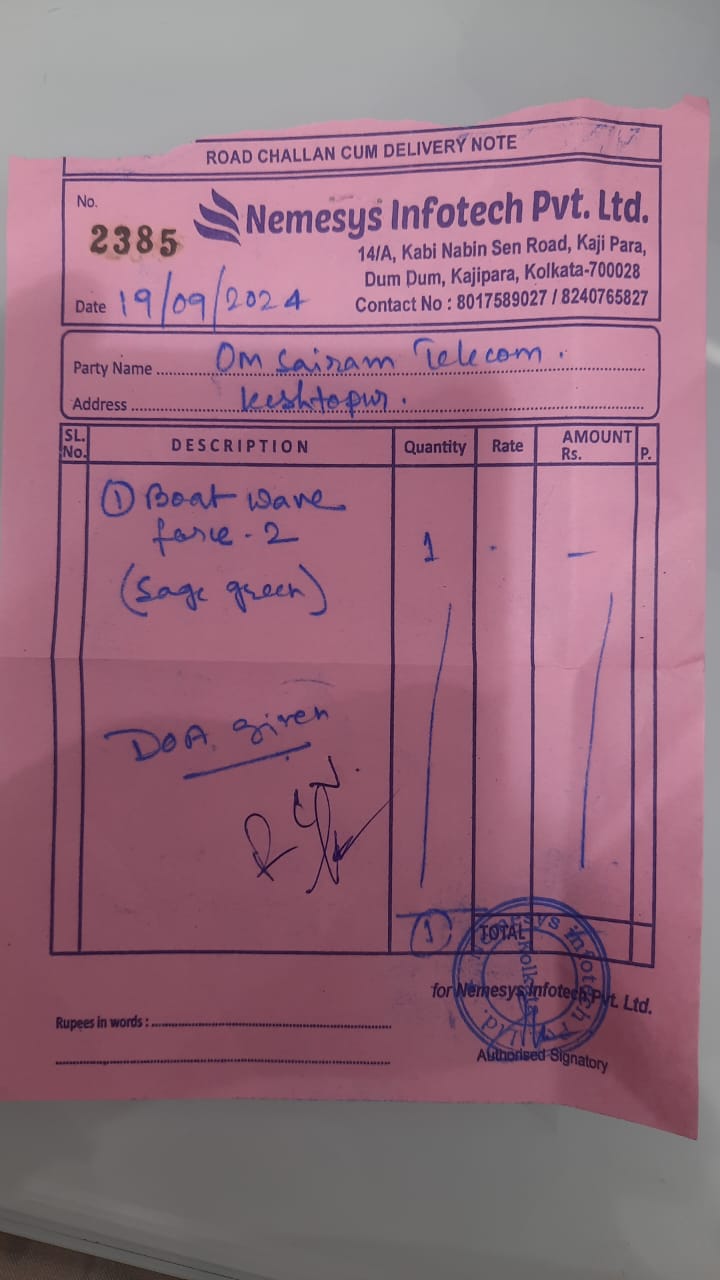 ROAD CHALLAN CUM DELIVERY NOTE
No.
2385
Nemesys Infotech Pvt. Ltd.
14/A, Kabi Nabin Sen Road, Kaji Para,
Dum Dum, Kajipara, Kolkata-700028
Contact No : 8017589027 / 8240765827
Date 19/09/2024
Party Name Om Sairam Telecom.
Address Keshtopur.
SL. No. DESCRIPTION Quantity Rate AMOUNT Rs. P.
① Boat wave
force - 2 1 . –
(Sage green)
DOA given
① TOTAL
for Nemesys Infotech Pvt. Ltd.
Nemesys Infotech Pvt. Ltd. Kolkata
Rupees in words :
Authorised Signatory